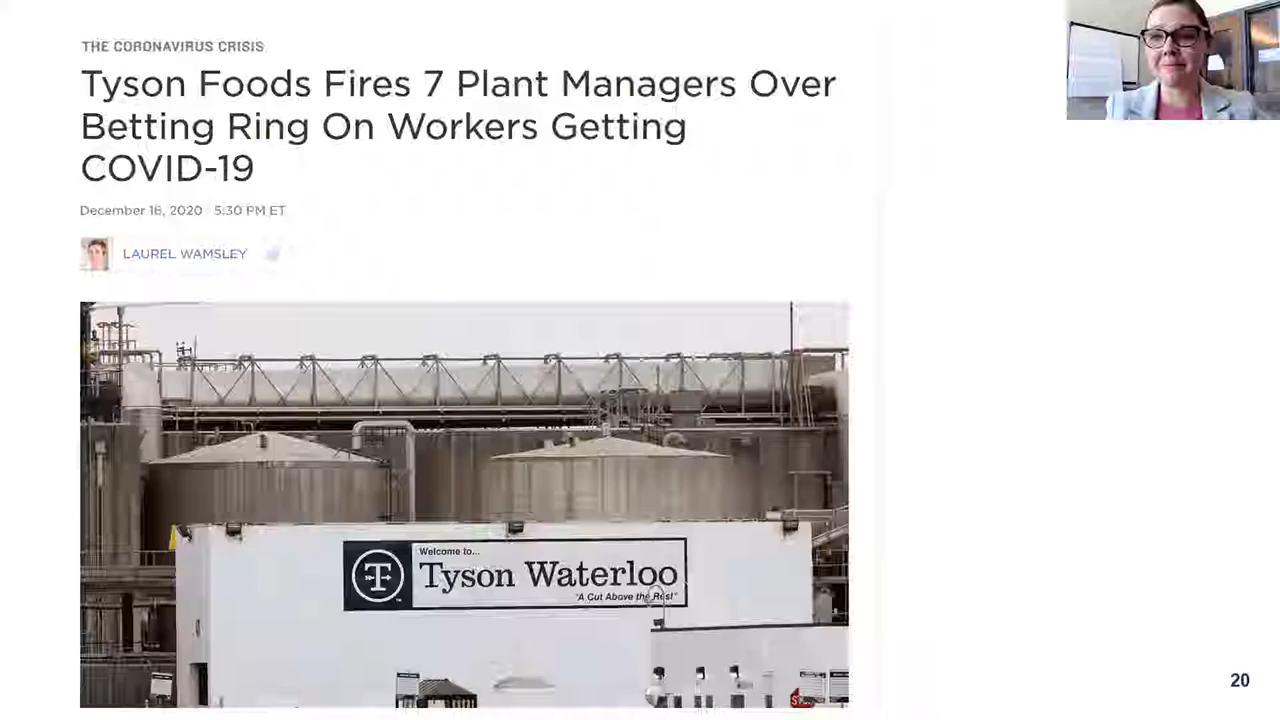 THE CORONAVIRUS CRISIS
Tyson Foods Fires 7 Plant Managers Over
Betting Ring On Workers Getting
COVID-19
December 16, 2020 · 5:30 PM ET
LAUREL WAMSLEY
Welcome to...
T
Tyson Waterloo
"A Cut Above the Rest"
20